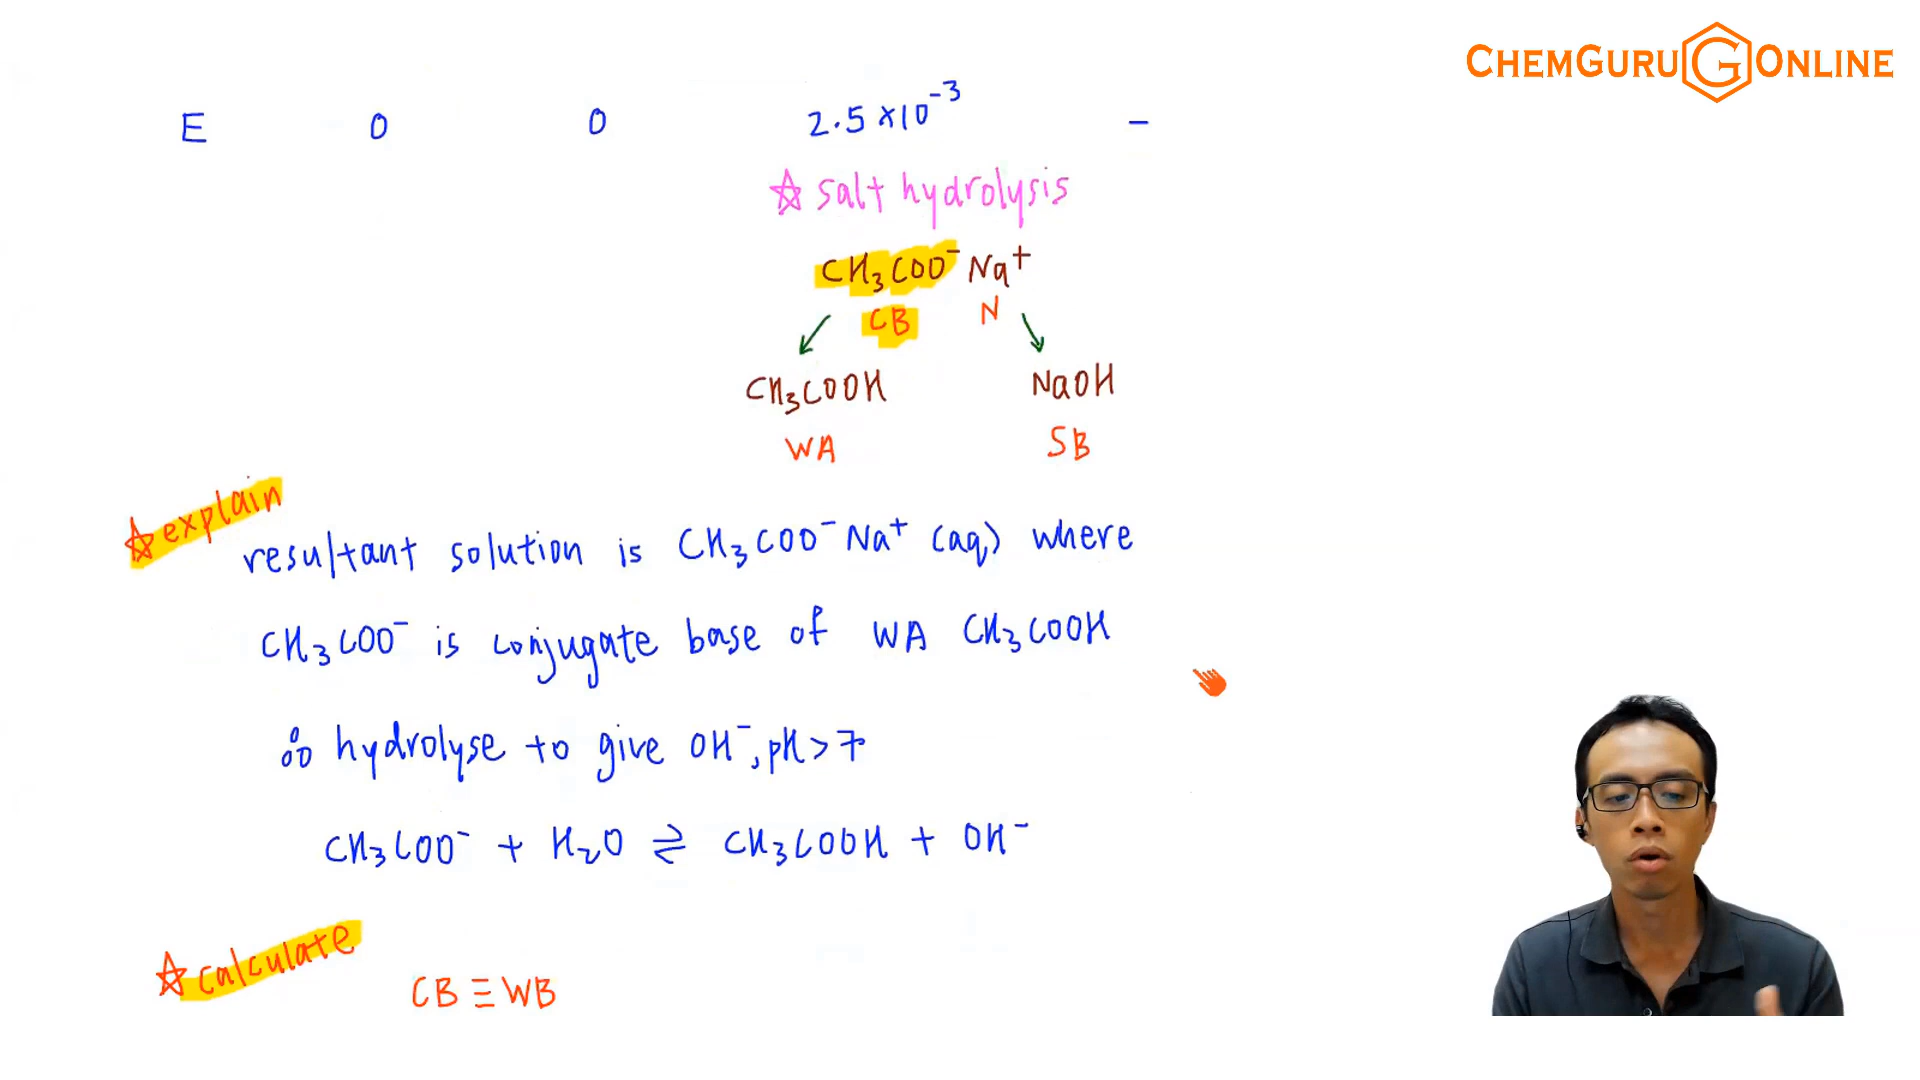 CHEMGURU G ONLINE
E 0 0 2.5 × 10⁻³ –
☆ salt hydrolysis
CH₃COO⁻ Na⁺
CB N
CH₃COOH NaOH
WA SB
☆ explain
resultant solution is CH₃COO⁻ Na⁺ (aq) where
CH₃COO⁻ is conjugate base of WA CH₃COOH
∴ hydrolyse to give OH⁻, pH > 7
CH₃COO⁻ + H₂O ⇌ CH₃COOH + OH⁻
☆ calculate
CB ≡ WB